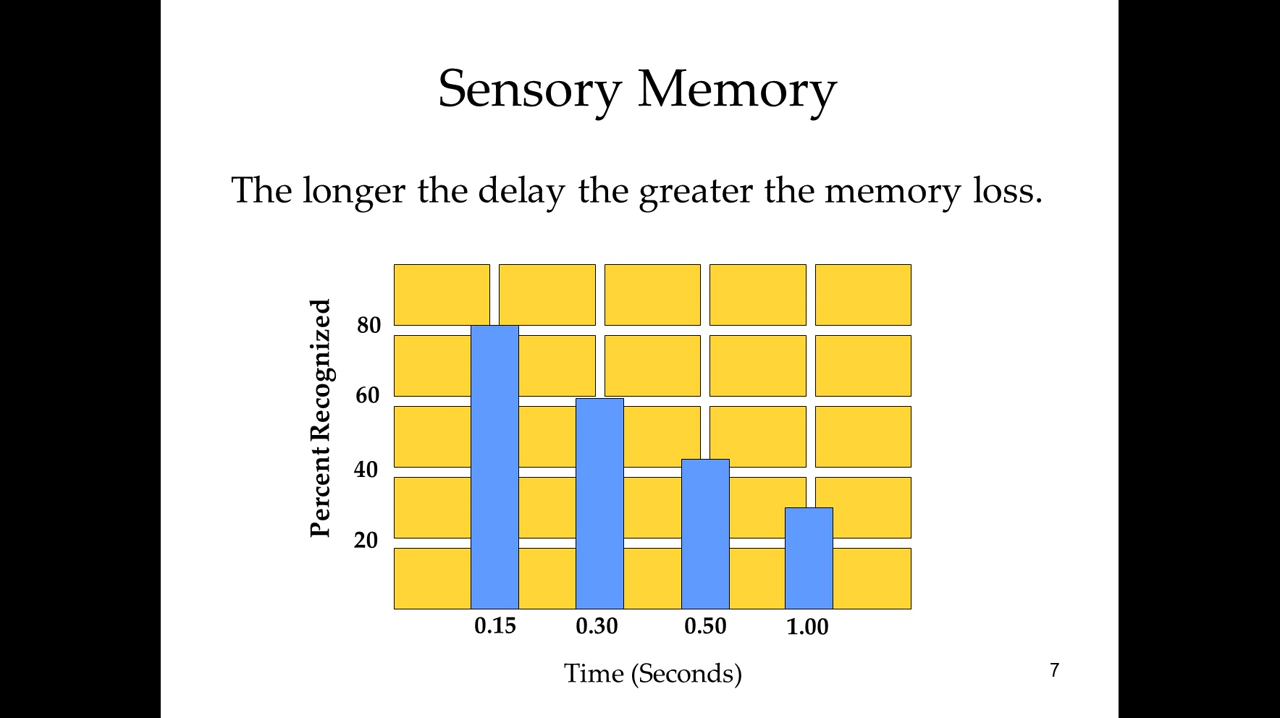 Sensory Memory
The longer the delay the greater the memory loss.
Percent Recognized
80
60
40
20
0.15 0.30 0.50 1.00
Time (Seconds)
7